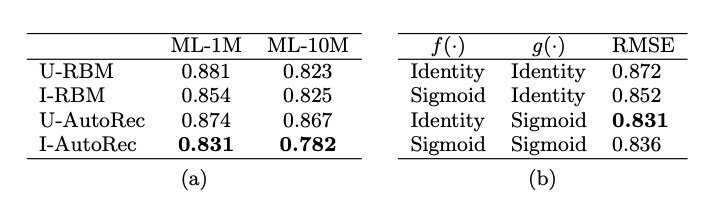 ML-1M ML-10M
U-RBM 0.881 0.823
I-RBM 0.854 0.825
U-AutoRec 0.874 0.867
I-AutoRec 0.831 0.782
(a)
f(·) g(·) RMSE
Identity Identity 0.872
Sigmoid Identity 0.852
Identity Sigmoid 0.831
Sigmoid Sigmoid 0.836
(b)